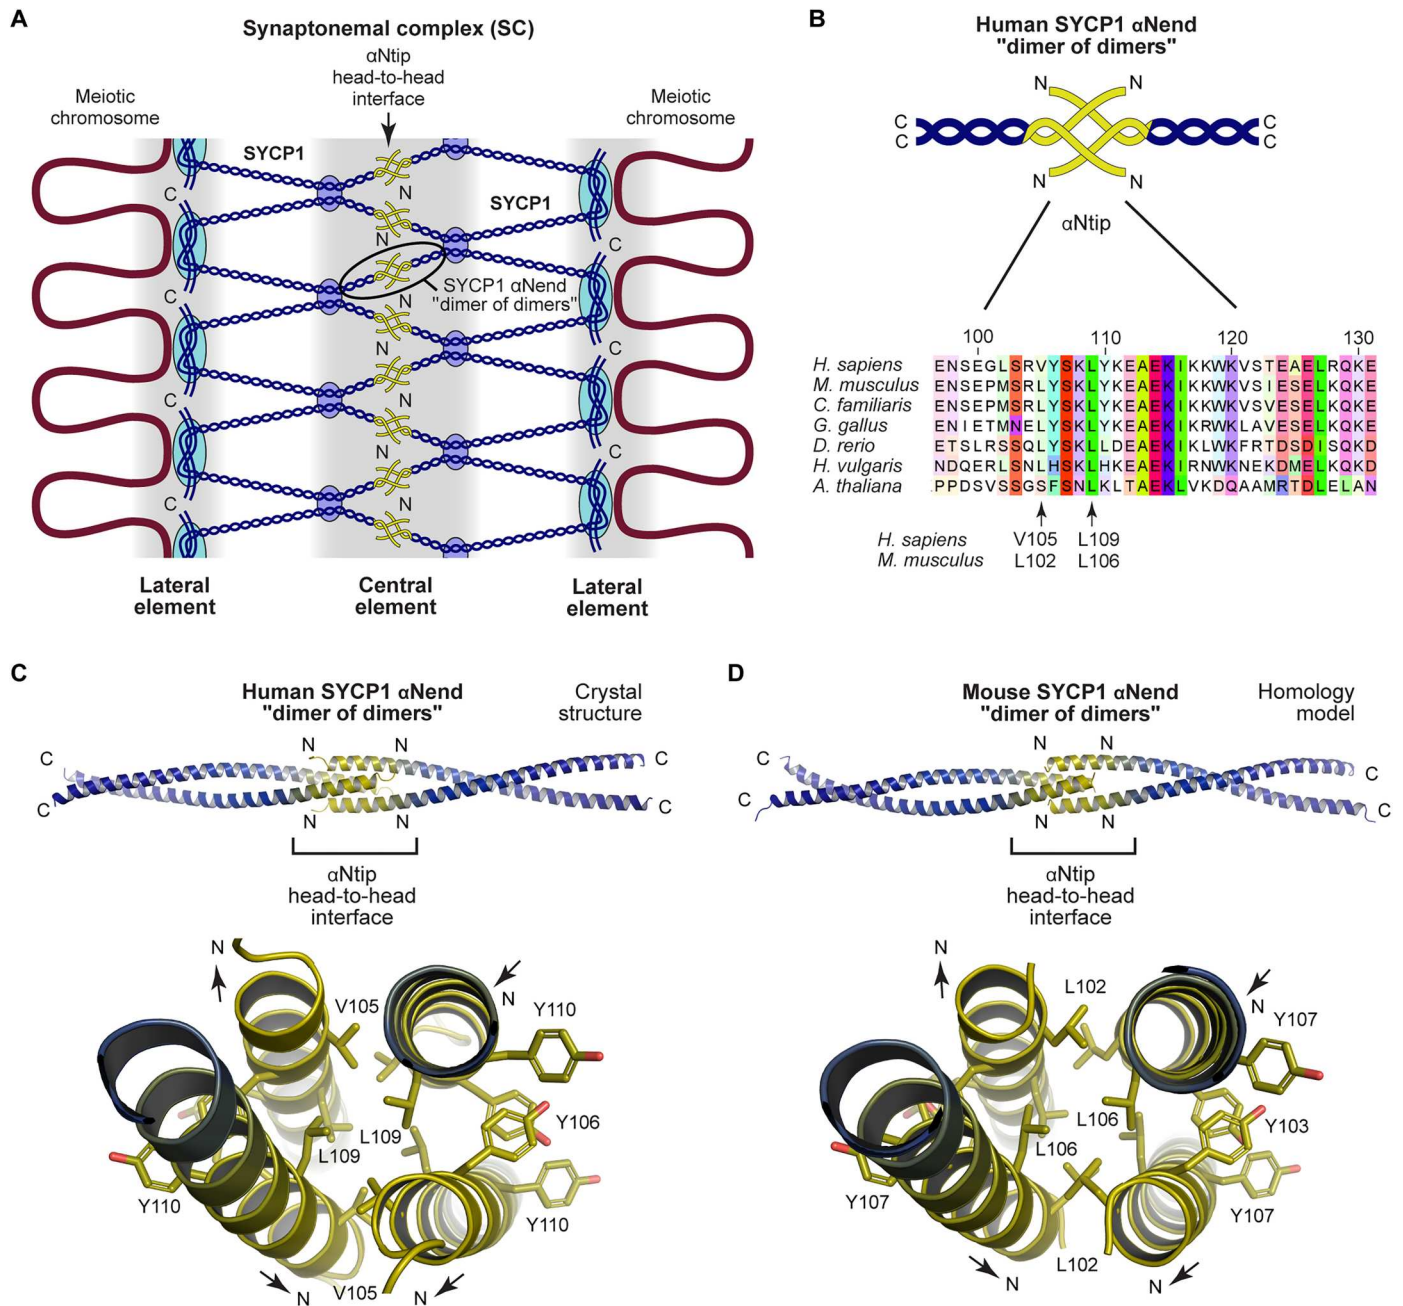 A
Synaptonemal complex (SC)
αNtip
head-to-head
interface
Meiotic
chromosome
Meiotic
chromosome
SYCP1
C
N
SYCP1
N
C
C
SYCP1 αNend
"dimer of dimers"
N
C
N
C
N
C
N
C
N
C
Lateral
element
Central
element
Lateral
element
B
Human SYCP1 αNend
"dimer of dimers"
N N
C C
C C
N N
αNtip
100 110 120 130
H. sapiens ENSEGLSRVYSKLYKEAEKIKKWKVSTEAELRQKE
M. musculus ENSEPMSRLYSKLYKEAEKIKKWKVSIESELKQKE
C. familiaris ENSEPMSRLYSKLYKEAEKIKKWKVSVESELKQKE
G. gallus ENIETMNELYSKLYKEAEKIKRWKLAVESELKQKE
D. rerio ETSLRSSQLYSKLLDEAEKIKKWKFRTDSDISQKD
H. vulgaris NDQERLSNLHSKLHKEAEKIRNWKNEKDMELKQKD
A. thaliana PPDSVSSGSFSNLKLTAEKLVKDQAAMRTDLELAN
H. sapiens V105 L109
M. musculus L102 L106
C
Human SYCP1 αNend
"dimer of dimers"
Crystal
structure
N N
C C
C C
N N
αNtip
head-to-head
interface
N
V105
N
Y110
L109
Y106
L109
Y110
Y110
V105
N
N
D
Mouse SYCP1 αNend
"dimer of dimers"
Homology
model
N N
C C
C C
N N
αNtip
head-to-head
interface
N
L102
N
Y107
L106
Y103
L106
Y107
Y107
L102
N
N